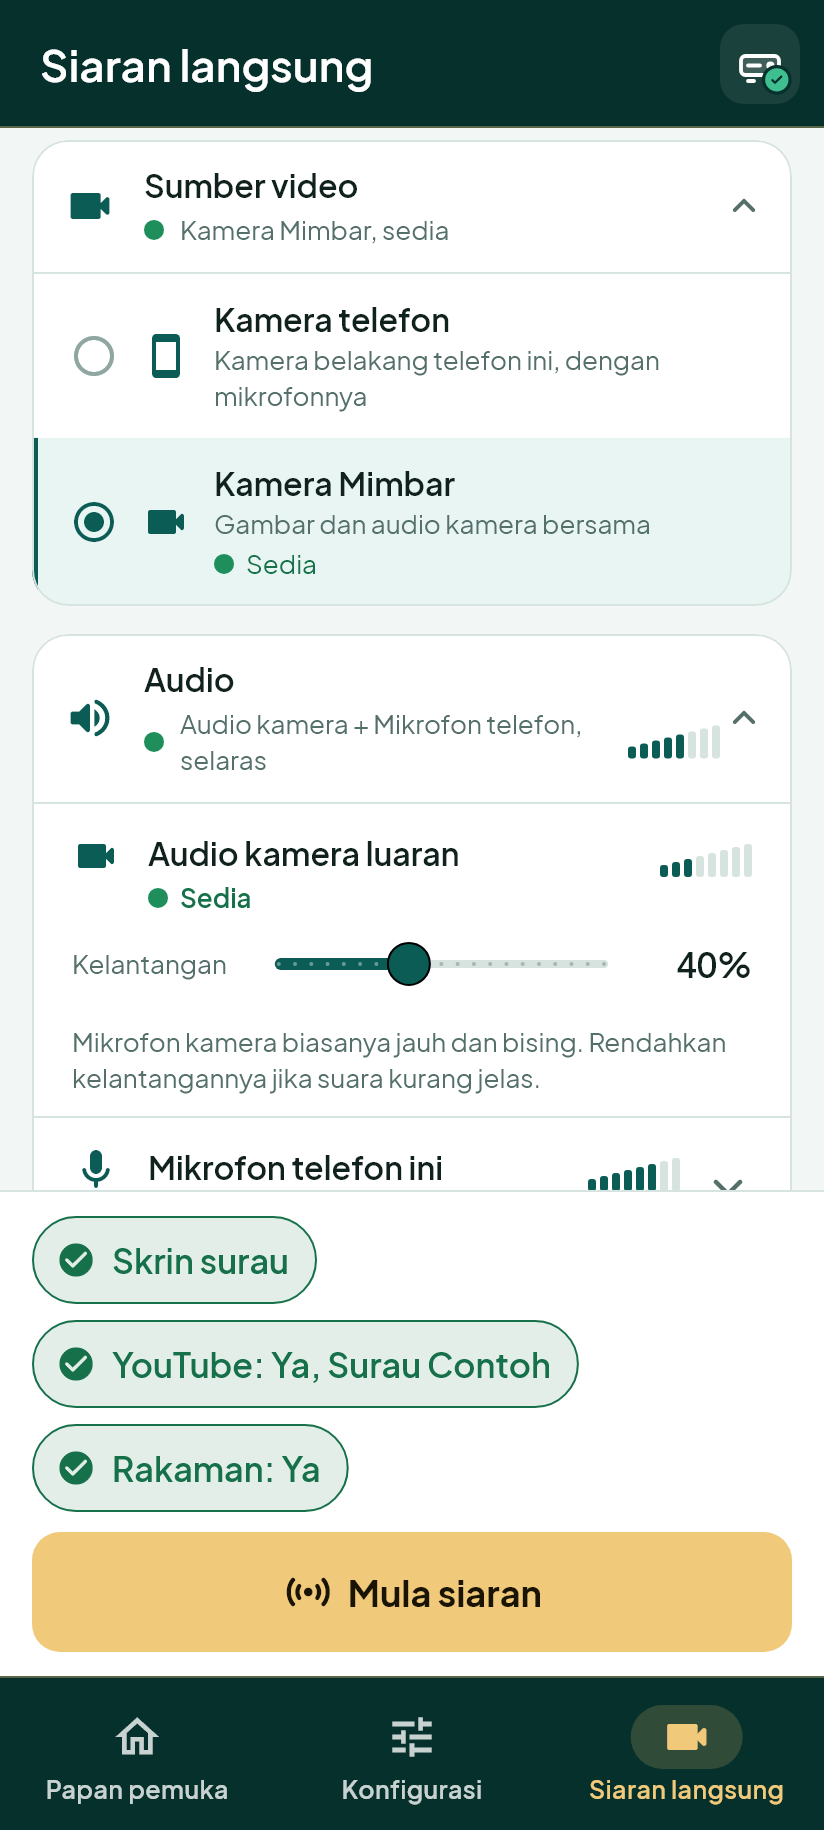 Siaran langsung
Sumber video
Kamera Mimbar, sedia
Kamera telefon
Kamera belakang telefon ini, dengan
mikrofonnya
Kamera Mimbar
Gambar dan audio kamera bersama
Sedia
Audio
Audio kamera + Mikrofon telefon,
selaras
Audio kamera luaran
Sedia
Kelantangan
40%
Mikrofon kamera biasanya jauh dan bising. Rendahkan
kelantangannya jika suara kurang jelas.
Mikrofon telefon ini
Skrin surau
YouTube: Ya, Surau Contoh
Rakaman: Ya
Mula siaran
Papan pemuka
Konfigurasi
Siaran langsung